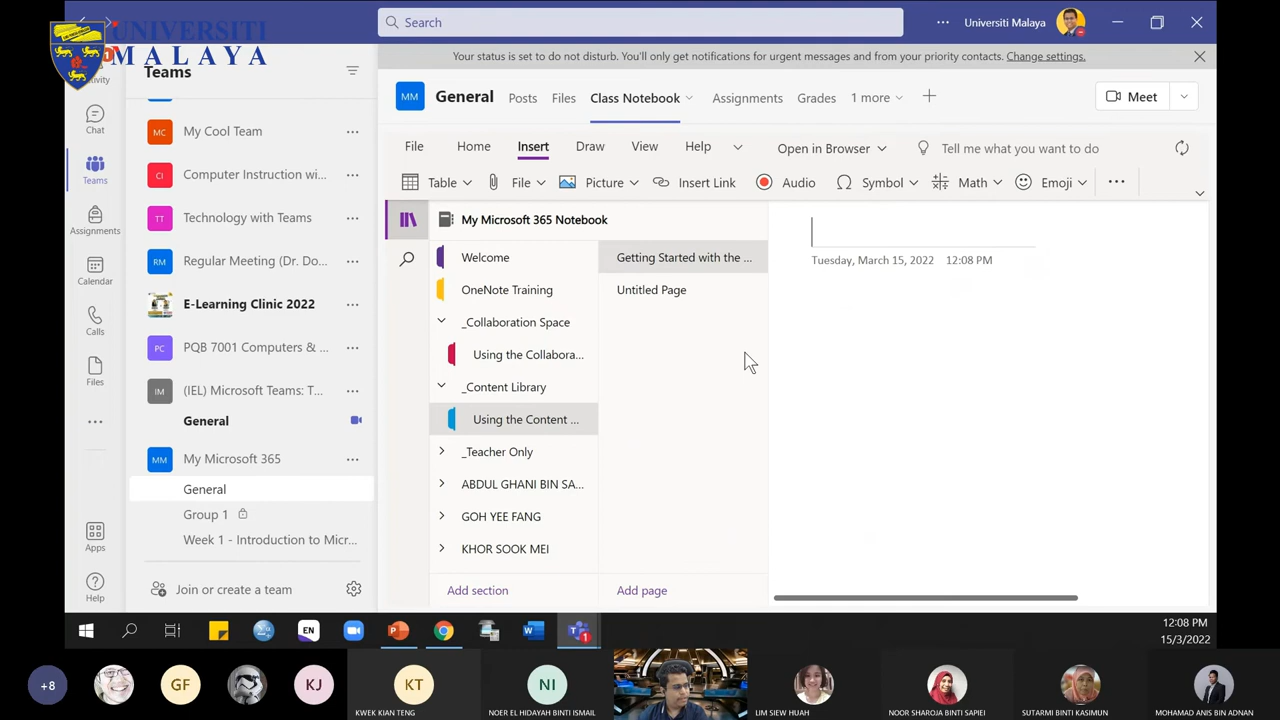 UNIVERSITI
MALAYA
Search
Universiti Malaya
Your status is set to do not disturb. You'll only get notifications for urgent messages and from your priority contacts. Change settings.
1
Teams
MM
General
Posts
Files
Class Notebook
Assignments
Grades
1 more
Meet
Chat
Teams
Assignments
Calendar
Calls
Files
Apps
Help
MC
My Cool Team
CI
Computer Instruction wi...
TT
Technology with Teams
RM
Regular Meeting (Dr. Do...
E-Learning Clinic 2022
PC
PQB 7001 Computers & ...
IM
(IEL) Microsoft Teams: T...
General
MM
My Microsoft 365
General
Group 1
Week 1 - Introduction to Micr...
Join or create a team
File
Home
Insert
Draw
View
Help
Open in Browser
Tell me what you want to do
Table
File
Picture
Insert Link
Audio
Symbol
Math
Emoji
My Microsoft 365 Notebook
Welcome
OneNote Training
_Collaboration Space
Using the Collabora...
_Content Library
Using the Content ...
_Teacher Only
ABDUL GHANI BIN SA...
GOH YEE FANG
KHOR SOOK MEI
Add section
Getting Started with the ...
Untitled Page
Add page
Tuesday, March 15, 2022 12:08 PM
EN
1
12:08 PM
15/3/2022
+8
GF
KJ
KT
KWEK KIAN TENG
NI
NOER EL HIDAYAH BINTI ISMAIL
LIM SIEW HUAH
NOOR SHAROJA BINTI SAPIEI
SUTARMI BINTI KASIMUN
MOHAMAD ANIS BIN ADNAN